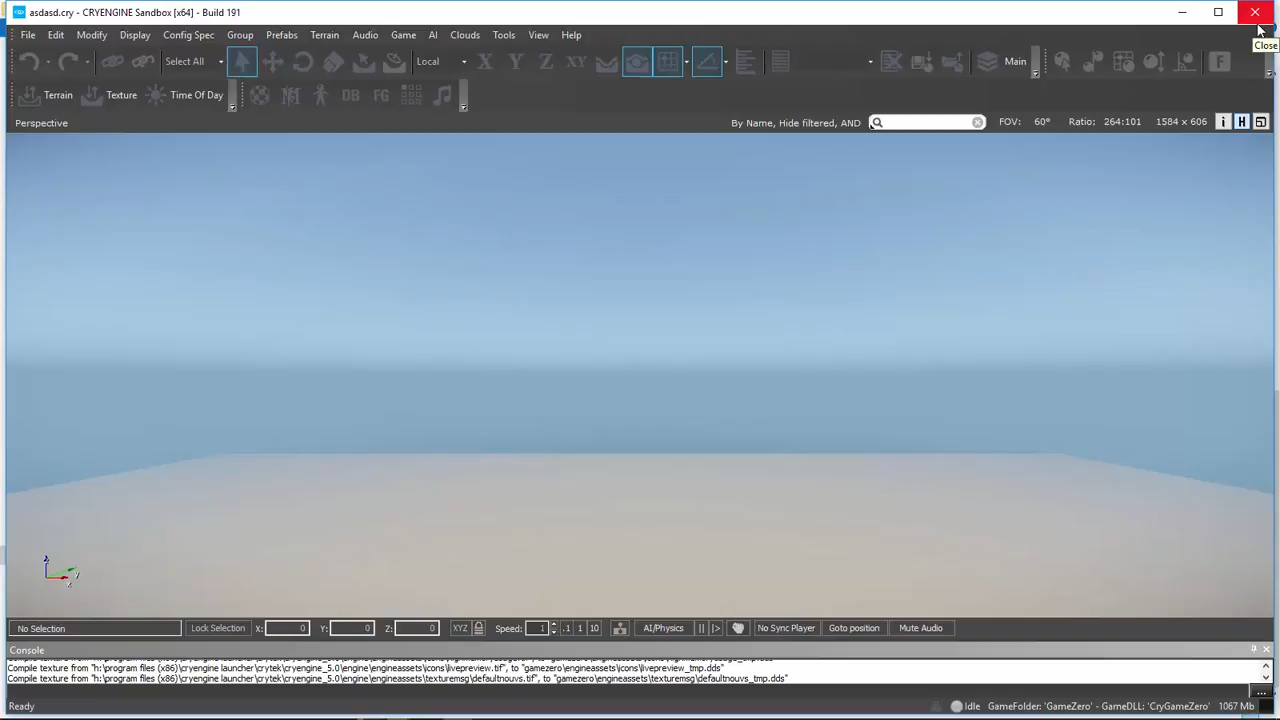 asdasd.cry - CRYENGINE Sandbox [x64] - Build 191
Close
File Edit Modify Display Config Spec Group Prefabs Terrain Audio Game AI Clouds Tools View Help
Select All Local X Y Z Main F
Terrain Texture Time Of Day DB FG
Perspective By Name, Hide filtered, AND FOV: 60° Ratio: 264:101 1584 x 606 i H
z
y
x
No Selection Lock Selection X: 0 Y: 0 Z: 0 XYZ Speed: 1 .1 1 10 AI/Physics No Sync Player Goto position Mute Audio
Console
Compile texture from "h:\program files (x86)\cryengine launcher\crytek\cryengine_5.0\engine\engineassets\icons\livepreview.tif", to "gamezero\engineassets\icons\livepreview_tmp.dds"
Compile texture from "h:\program files (x86)\cryengine launcher\crytek\cryengine_5.0\engine\engineassets\texturemsg\defaultnouvs.tif", to "gamezero\engineassets\texturemsg\defaultnouvs_tmp.dds"
...
Ready Idle GameFolder: 'GameZero' - GameDLL: 'CryGameZero' 1067 Mb